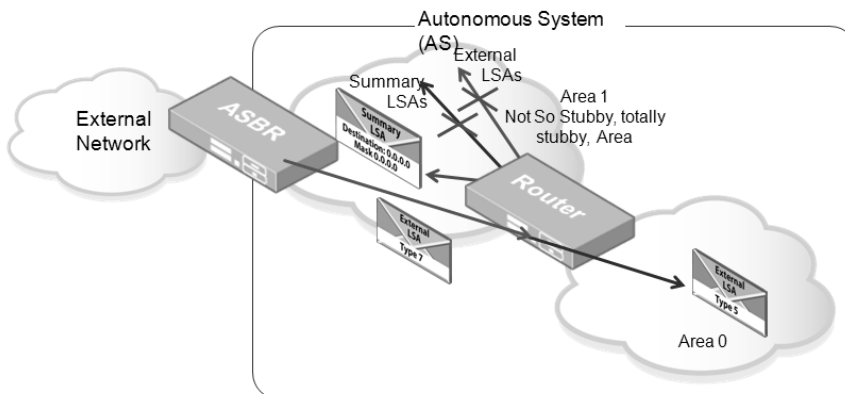 Autonomous System
(AS)
External
LSAs
Summary
LSAs
Area 1
Not So Stubby, totally
stubby, Area
External
Network
ASBR
Summary
LSA
Destination: 0.0.0.0
Mask 0.0.0.0
Router
External
LSA
Type 7
External
LSA
Type 5
Area 0